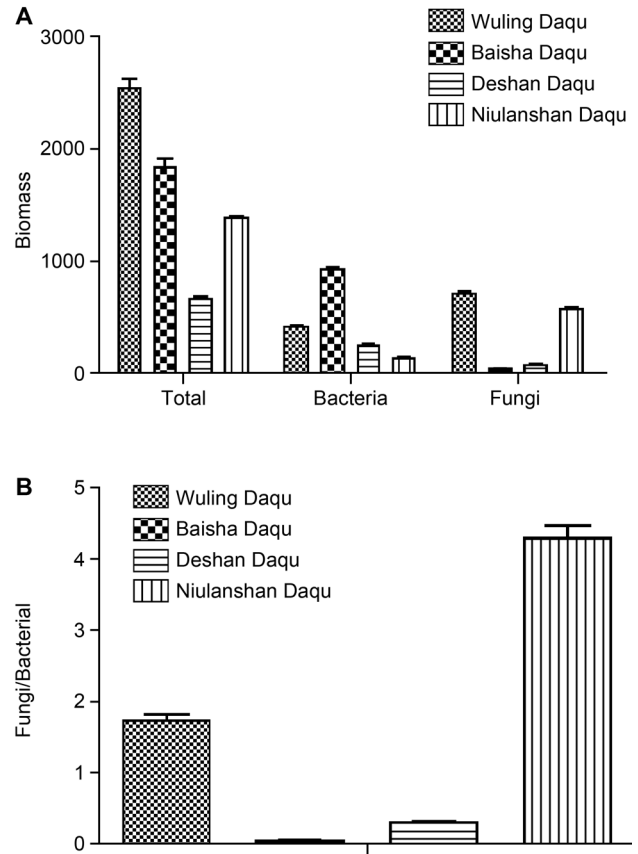 A
Wuling Daqu
Baisha Daqu
Deshan Daqu
Niulanshan Daqu
3000
2000
1000
0
Biomass
Total Bacteria Fungi
B
Wuling Daqu
Baisha Daqu
Deshan Daqu
Niulanshan Daqu
5
4
3
2
1
0
Fungi/Bacterial